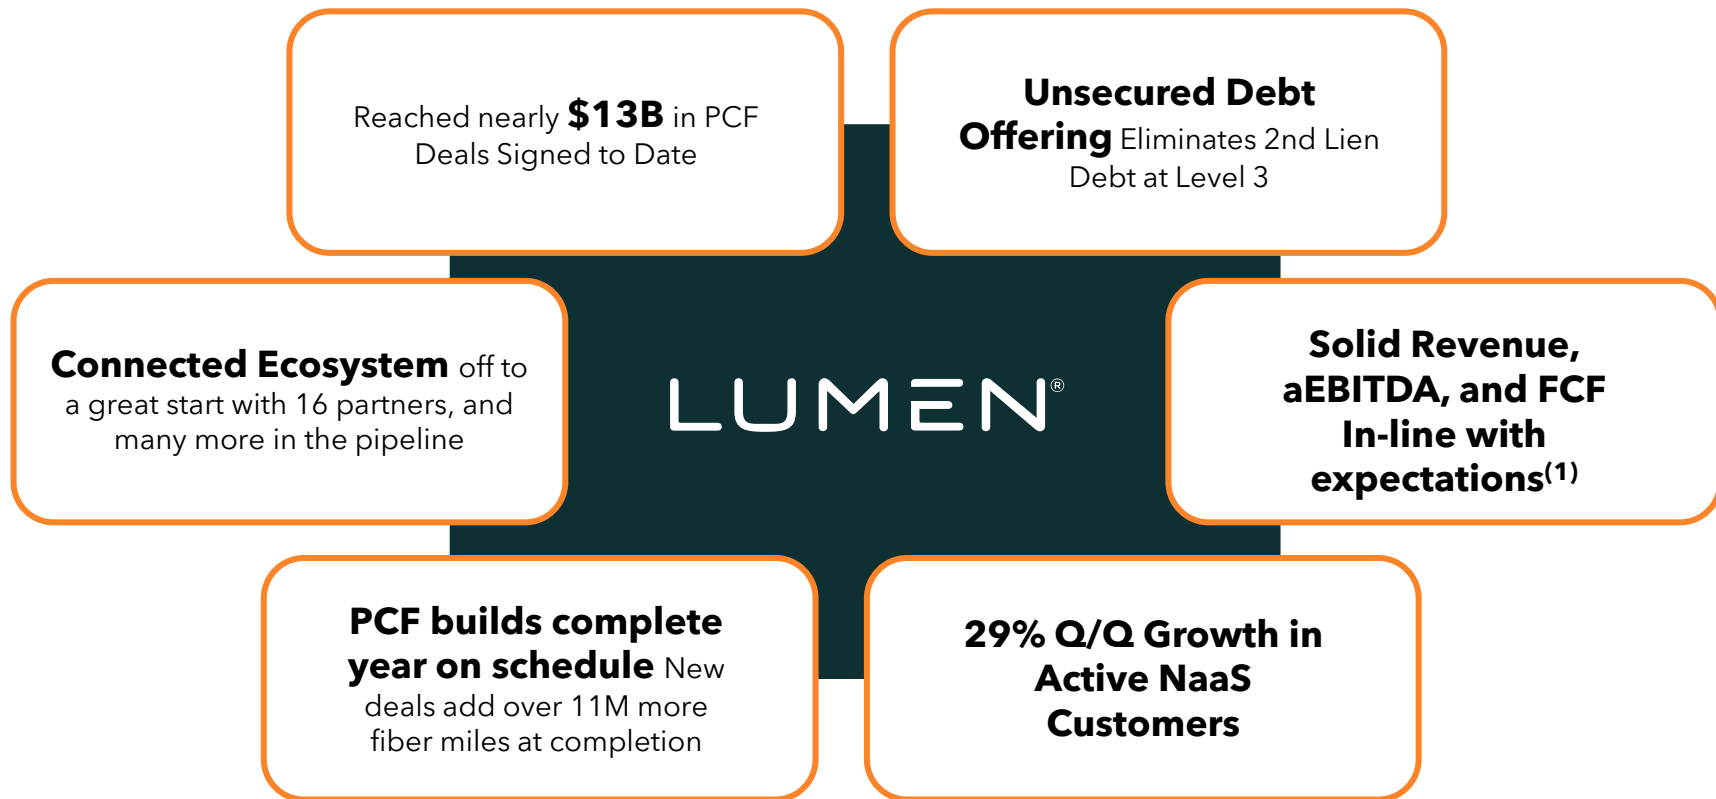 Reached nearly $13B in PCF
Deals Signed to Date
Unsecured Debt
Offering Eliminates 2nd Lien
Debt at Level 3
Connected Ecosystem off to
a great start with 16 partners, and
many more in the pipeline
LUMEN®
Solid Revenue,
aEBITDA, and FCF
In-line with
expectations(1)
PCF builds complete
year on schedule New
deals add over 11M more
fiber miles at completion
29% Q/Q Growth in
Active NaaS
Customers